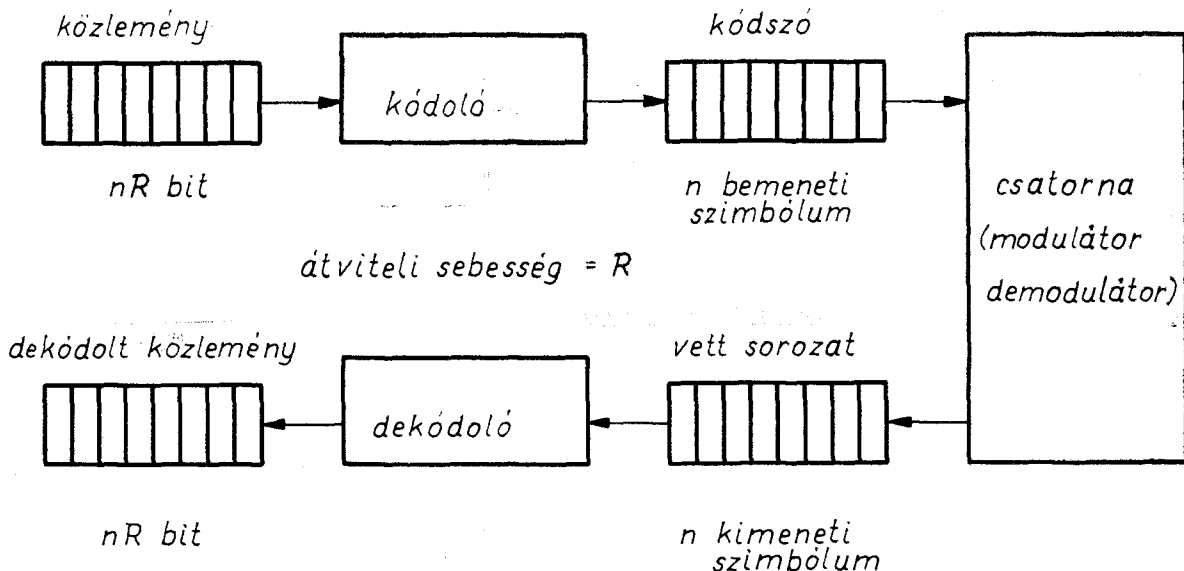 közlemény
kódszó
kódoló
nR bit
n bemeneti
szimbólum
csatorna
(modulátor
demodulátor)
átviteli sebesség = R
dekódolt közlemény
vett sorozat
dekódoló
nR bit
n kimeneti
szimbólum